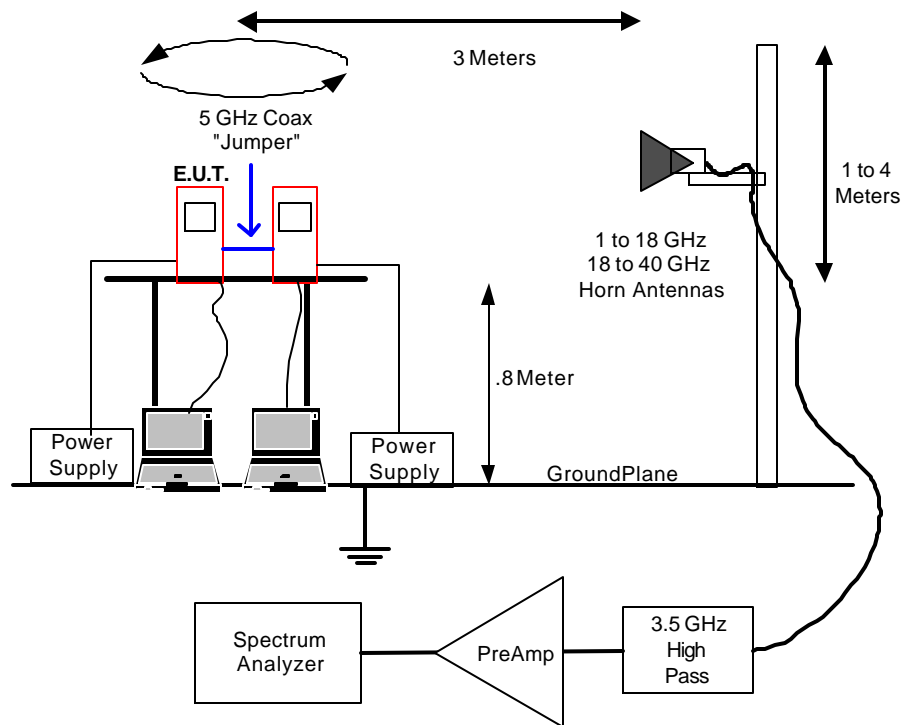 3 Meters
5 GHz Coax
"Jumper"
E.U.T.
1 to 4
Meters
1 to 18 GHz
18 to 40 GHz
Horn Antennas
.8 Meter
Power
Supply
Power
Supply
GroundPlane
Spectrum
Analyzer
PreAmp
3.5 GHz
High
Pass